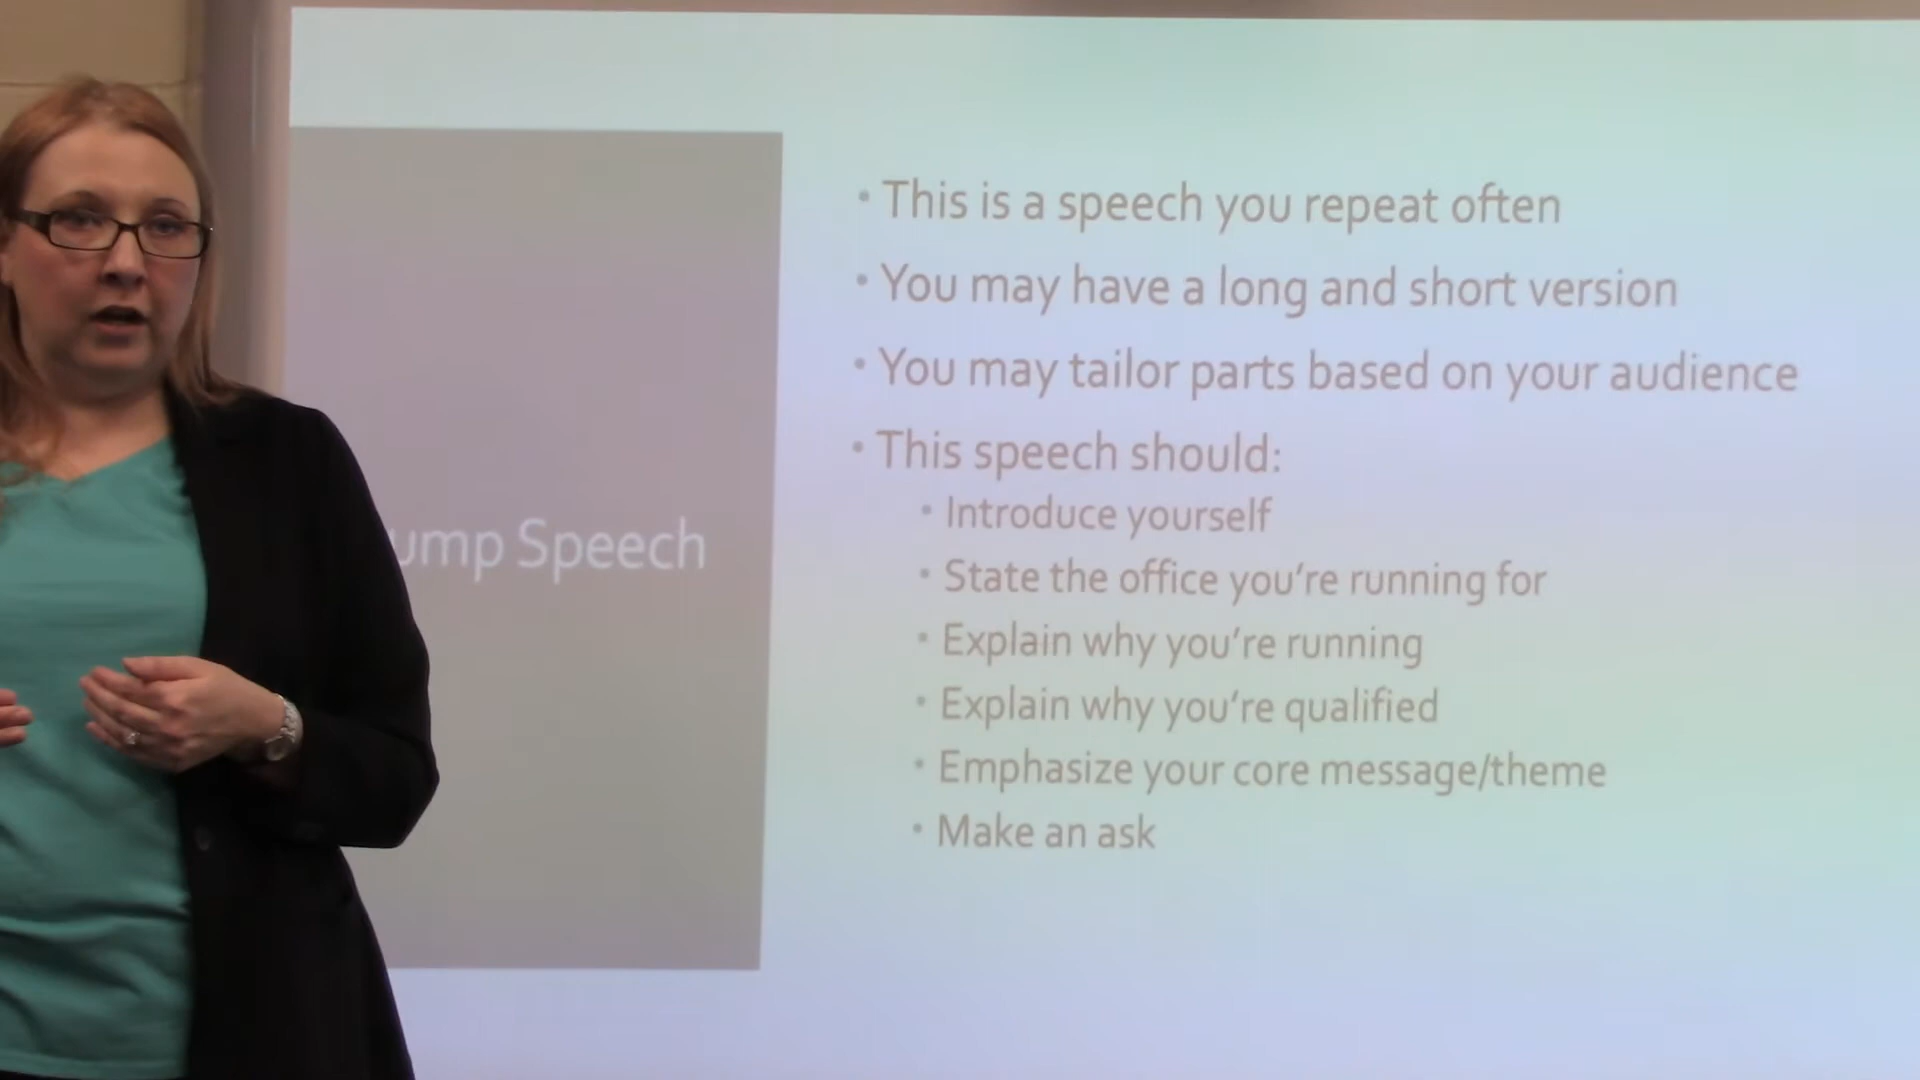 ump Speech
• This is a speech you repeat often
• You may have a long and short version
• You may tailor parts based on your audience
• This speech should:
• Introduce yourself
• State the office you're running for
• Explain why you're running
• Explain why you're qualified
• Emphasize your core message/theme
• Make an ask